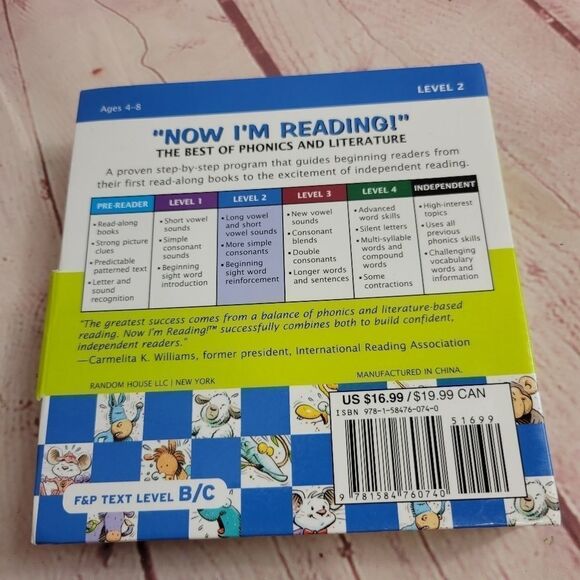 LEVEL 2
Ages 4–8
"NOW I'M READING!"
THE BEST OF PHONICS AND LITERATURE
A proven step-by-step program that guides beginning readers from
their first read-along books to the excitement of independent reading.
PRE-READER
• Read-along
books
• Strong picture
clues
• Predictable
patterned text
• Letter and
sound
recognition
LEVEL 1
• Short vowel
sounds
• Simple
consonant
sounds
• Beginning
sight word
introduction
LEVEL 2
• Long vowel
and short
vowel sounds
• More simple
consonants
• Beginning
sight word
reinforcement
LEVEL 3
• New vowel
sounds
• Consonant
blends
• Double
consonants
• Longer words
and sentences
LEVEL 4
• Advanced
word skills
• Silent letters
• Multi-syllable
words and
compound
words
• Some
contractions
INDEPENDENT
• High-interest
topics
• Uses all
previous
phonics skills
• Challenging
vocabulary
words and
information
"The greatest success comes from a balance of phonics and literature-based
reading. Now I'm Reading!™ successfully combines both to build confident,
independent readers."
—Carmelita K. Williams, former president, International Reading Association
RANDOM HOUSE LLC | NEW YORK
MANUFACTURED IN CHINA.
US $16.99 / $19.99 CAN
ISBN 978-1-58476-074-0
51699
9 781584 760740
F&P TEXT LEVEL B/C